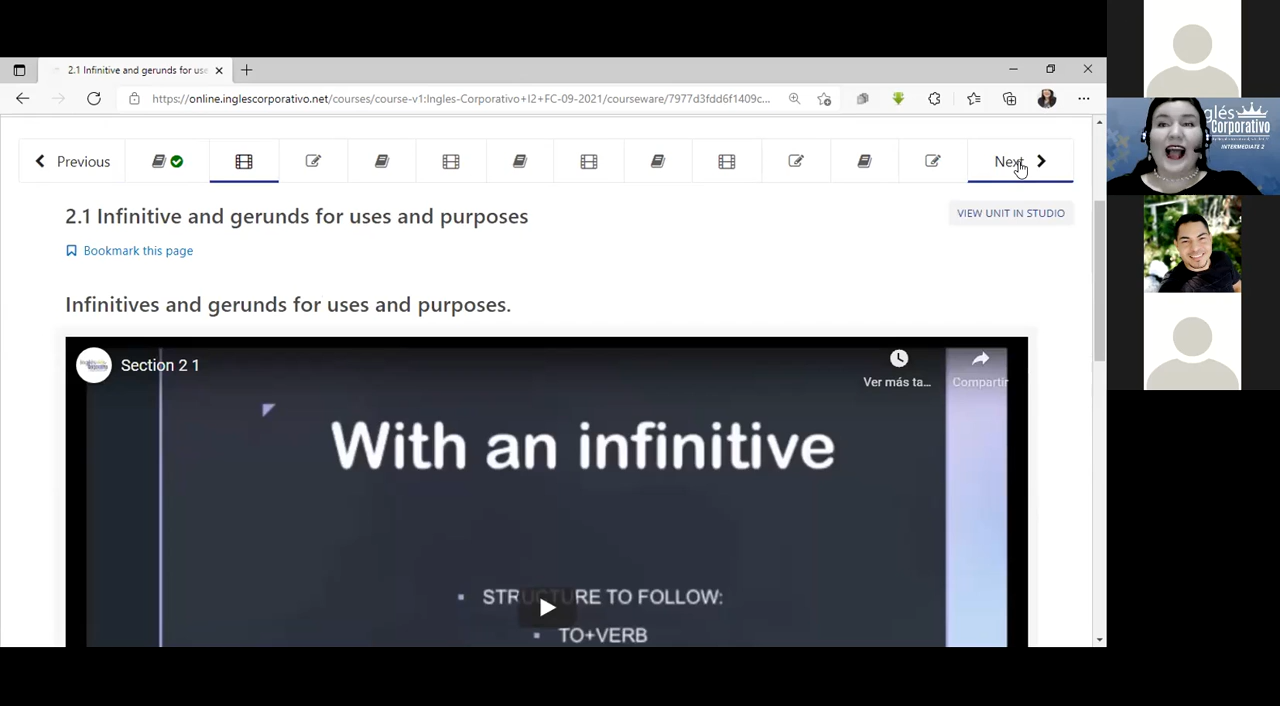 2.1 Infinitive and gerunds for use
https://online.inglescorporativo.net/courses/course-v1:Ingles-Corporativo+I2+FC-09-2021/courseware/7977d3fdd6f1409c...
Previous
Next
2.1 Infinitive and gerunds for uses and purposes
VIEW UNIT IN STUDIO
Bookmark this page
Infinitives and gerunds for uses and purposes.
Section 2 1
Ver más ta...
Compartir
With an infinitive
STRUCTURE TO FOLLOW:
TO+VERB
Inglés
Corporativo
INTERMEDIATE 2